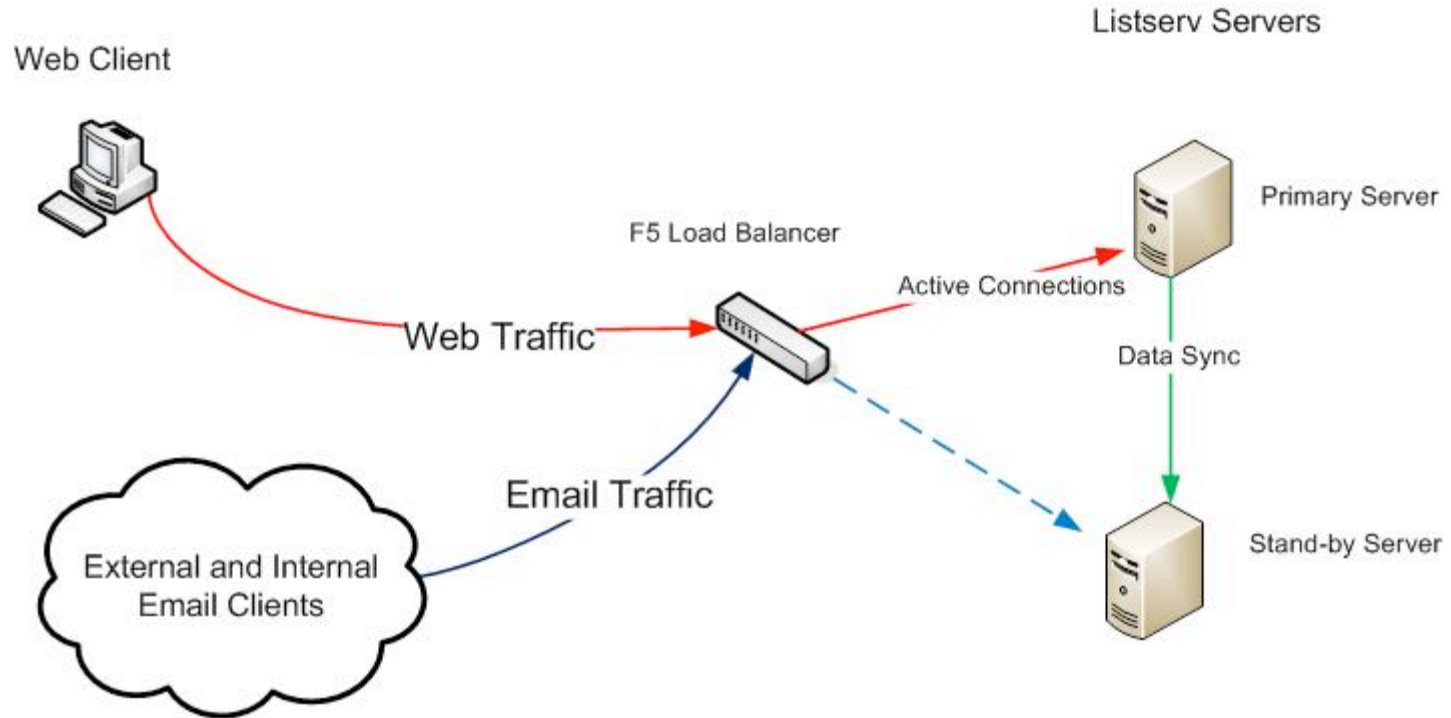 Listserv Servers
Web Client
Primary Server
F5 Load Balancer
Active Connections
Web Traffic
Data Sync
Email Traffic
Stand-by Server
External and Internal
Email Clients